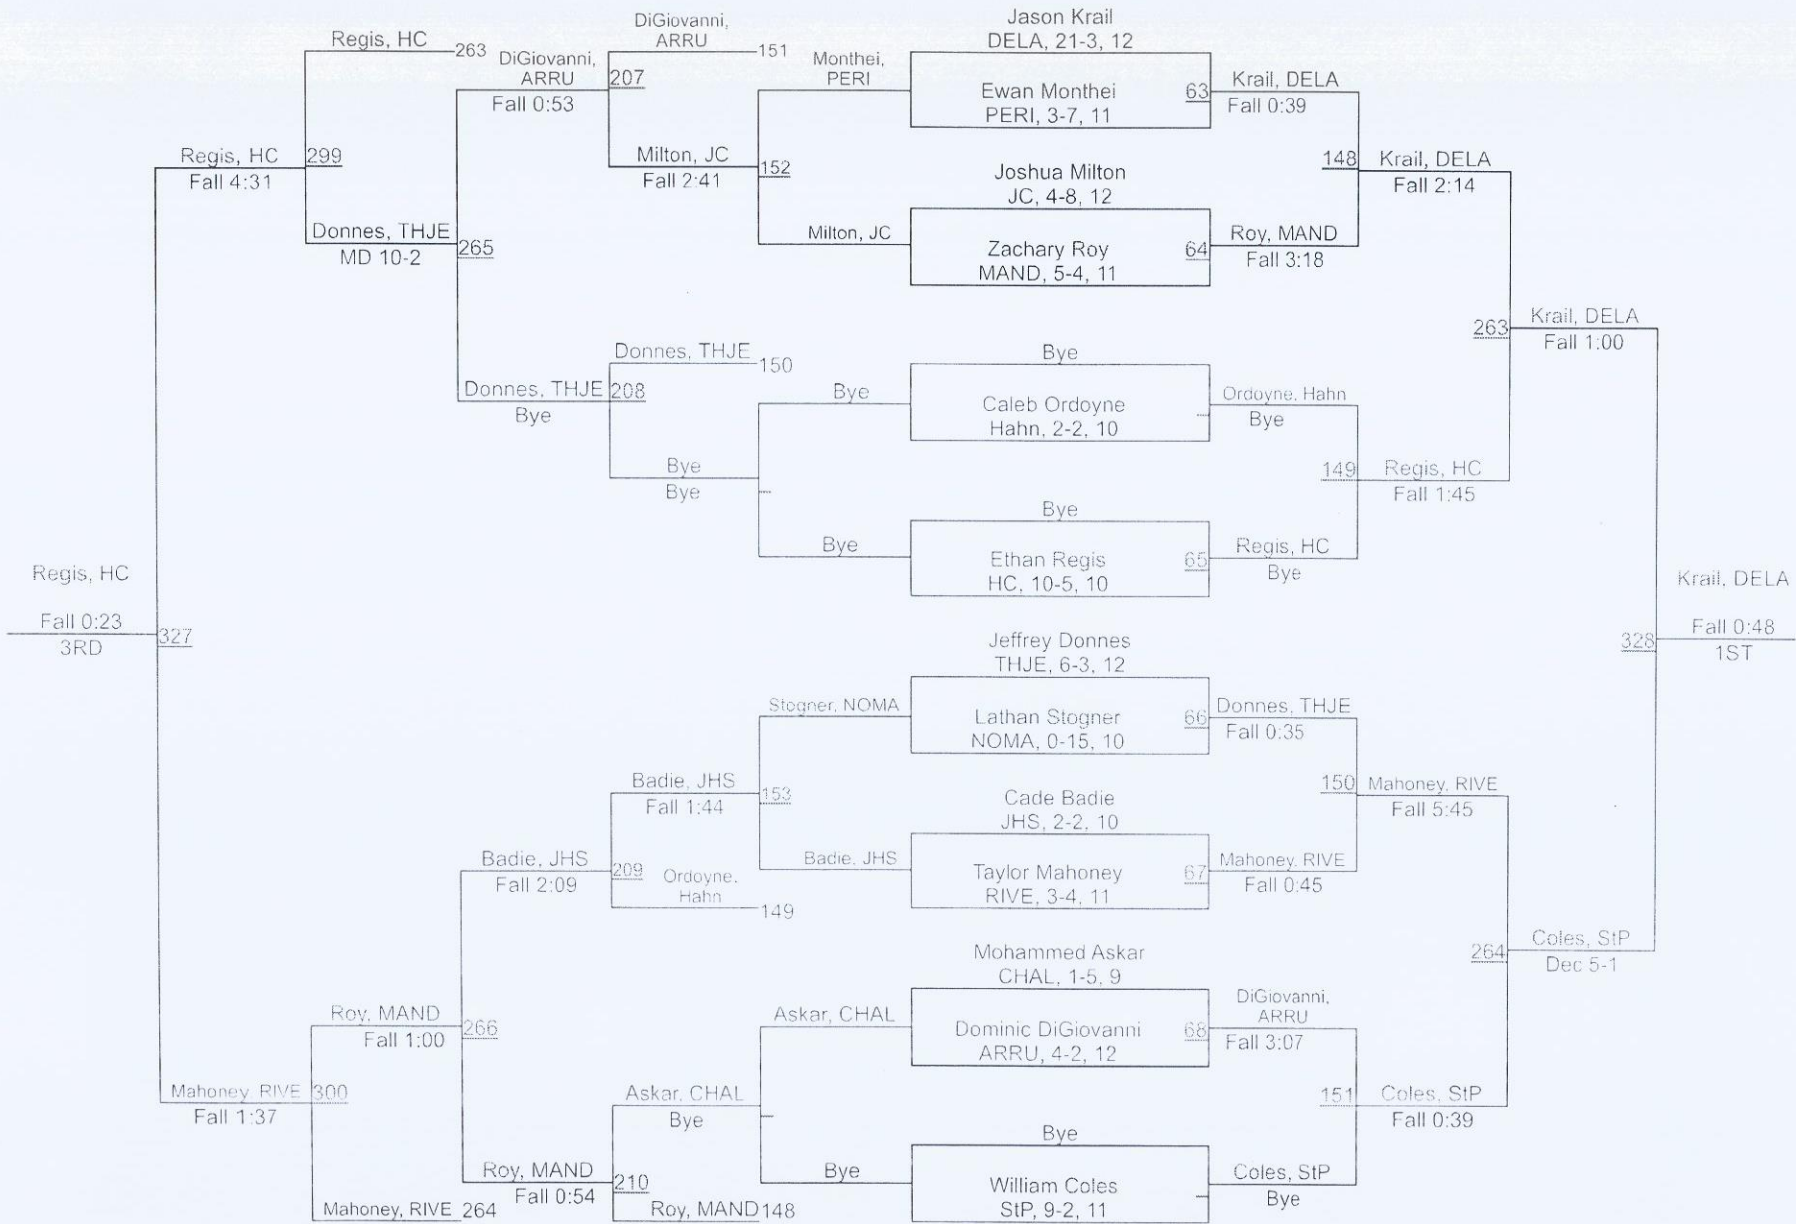 Regis, HC
263
DiGiovanni,
ARRU
Fall 0:53
207
DiGiovanni,
ARRU
151
Monthei,
PERI
Jason Krail
DELA, 21-3, 12
Ewan Monthei
PERI, 3-7, 11
63
Krail, DELA
Fall 0:39
Regis, HC
Fall 4:31
299
Milton, JC
Fall 2:41
152
Joshua Milton
JC, 4-8, 12
148
Krail, DELA
Fall 2:14
Donnes, THJE
MD 10-2
265
Milton, JC
Zachary Roy
MAND, 5-4, 11
64
Roy, MAND
Fall 3:18
263
Krail, DELA
Fall 1:00
Donnes, THJE
150
Bye
Donnes, THJE
Bye
208
Bye
Caleb Ordoyne
Hahn, 2-2, 10
Ordoyne, Hahn
Bye
Bye
Bye
149
Regis, HC
Fall 1:45
Bye
Bye
Ethan Regis
HC, 10-5, 10
65
Regis, HC
Bye
Regis, HC
Fall 0:23
3RD
327
Krail, DELA
Fall 0:48
1ST
328
Jeffrey Donnes
THJE, 6-3, 12
Stogner, NOMA
Lathan Stogner
NOMA, 0-15, 10
66
Donnes, THJE
Fall 0:35
Badie, JHS
Fall 1:44
153
Cade Badie
JHS, 2-2, 10
150
Mahoney, RIVE
Fall 5:45
Badie, JHS
Fall 2:09
209
Ordoyne,
Hahn
149
Badie, JHS
Taylor Mahoney
RIVE, 3-4, 11
67
Mahoney, RIVE
Fall 0:45
264
Coles, StP
Dec 5-1
Mohammed Askar
CHAL, 1-5, 9
Roy, MAND
Fall 1:00
266
Askar, CHAL
Dominic DiGiovanni
ARRU, 4-2, 12
68
DiGiovanni,
ARRU
Fall 3:07
Mahoney, RIVE
Fall 1:37
300
Askar, CHAL
Bye
151
Coles, StP
Fall 0:39
Bye
Roy, MAND
Fall 0:54
210
Bye
William Coles
StP, 9-2, 11
Coles, StP
Bye
Mahoney, RIVE
264
Roy, MAND
148